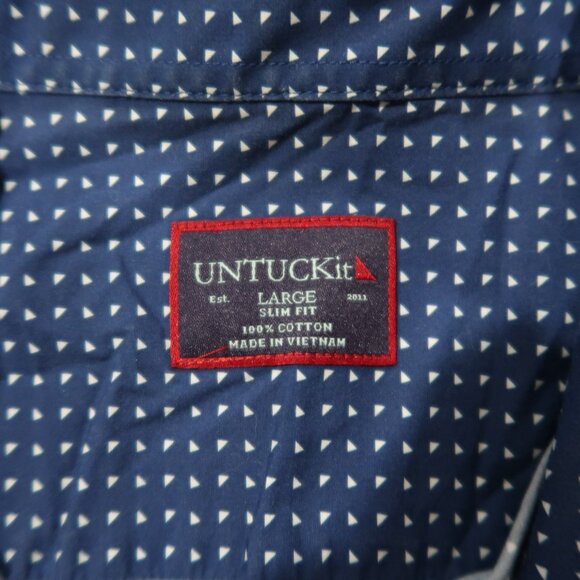 UNTUCKit
Est. LARGE 2011
SLIM FIT
100% COTTON
MADE IN VIETNAM